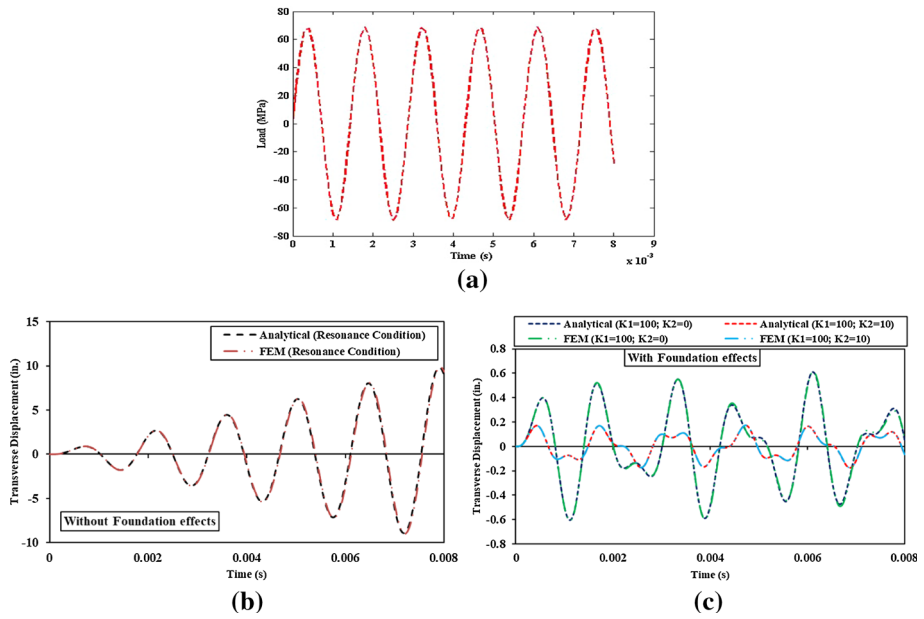 80
60
40
20
0
-20
-40
-60
-80
Load (MPa)
0 1 2 3 4 5 6 7 8 9
Time (s)
x 10⁻³
(a)
15
10
5
0
-5
-10
Transverse Displacement (in.)
Analytical (Resonance Condition)
FEM (Resonance Condition)
Without Foundation effects
0 0.002 0.004 0.006 0.008
Time (s)
(b)
Analytical (K1=100; K2=0) Analytical (K1=100; K2=10)
FEM (K1=100; K2=0) FEM (K1=100; K2=10)
With Foundation effects
0.8
0.6
0.4
0.2
0
-0.2
-0.4
-0.6
-0.8
Transverse Displacement (in.)
0 0.002 0.004 0.006 0.008
Time (s)
(c)